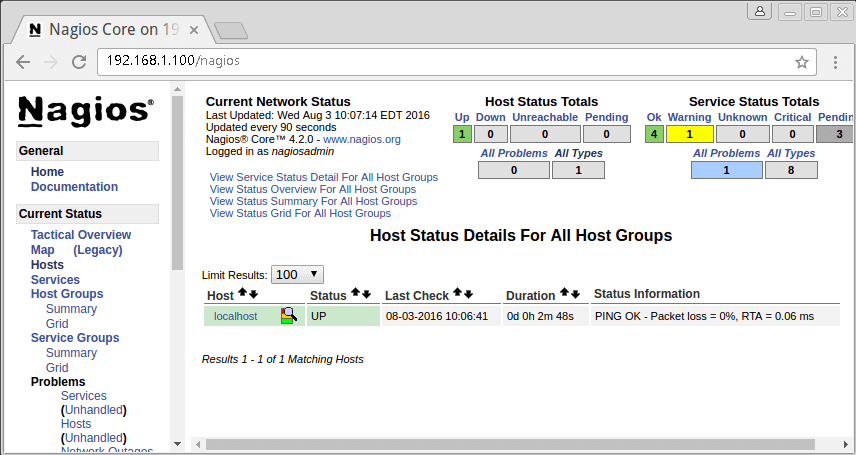 Nagios Core on 19
192.168.1.100/nagios
Nagios®
General
Home
Documentation
Current Status
Tactical Overview
Map (Legacy)
Hosts
Services
Host Groups
Summary
Grid
Service Groups
Summary
Grid
Problems
Services
(Unhandled)
Hosts
(Unhandled)
Network Outages
Current Network Status
Last Updated: Wed Aug 3 10:07:14 EDT 2016
Updated every 90 seconds
Nagios® Core™ 4.2.0 - www.nagios.org
Logged in as nagiosadmin
View Service Status Detail For All Host Groups
View Status Overview For All Host Groups
View Status Summary For All Host Groups
View Status Grid For All Host Groups
Host Status Totals
Up Down Unreachable Pending
1 0 0 0
All Problems All Types
0 1
Service Status Totals
Ok Warning Unknown Critical Pendin
4 1 0 0 3
All Problems All Types
1 8
Host Status Details For All Host Groups
Limit Results: 100
Host Status Last Check Duration Status Information
localhost UP 08-03-2016 10:06:41 0d 0h 2m 48s PING OK - Packet loss = 0%, RTA = 0.06 ms
Results 1 - 1 of 1 Matching Hosts